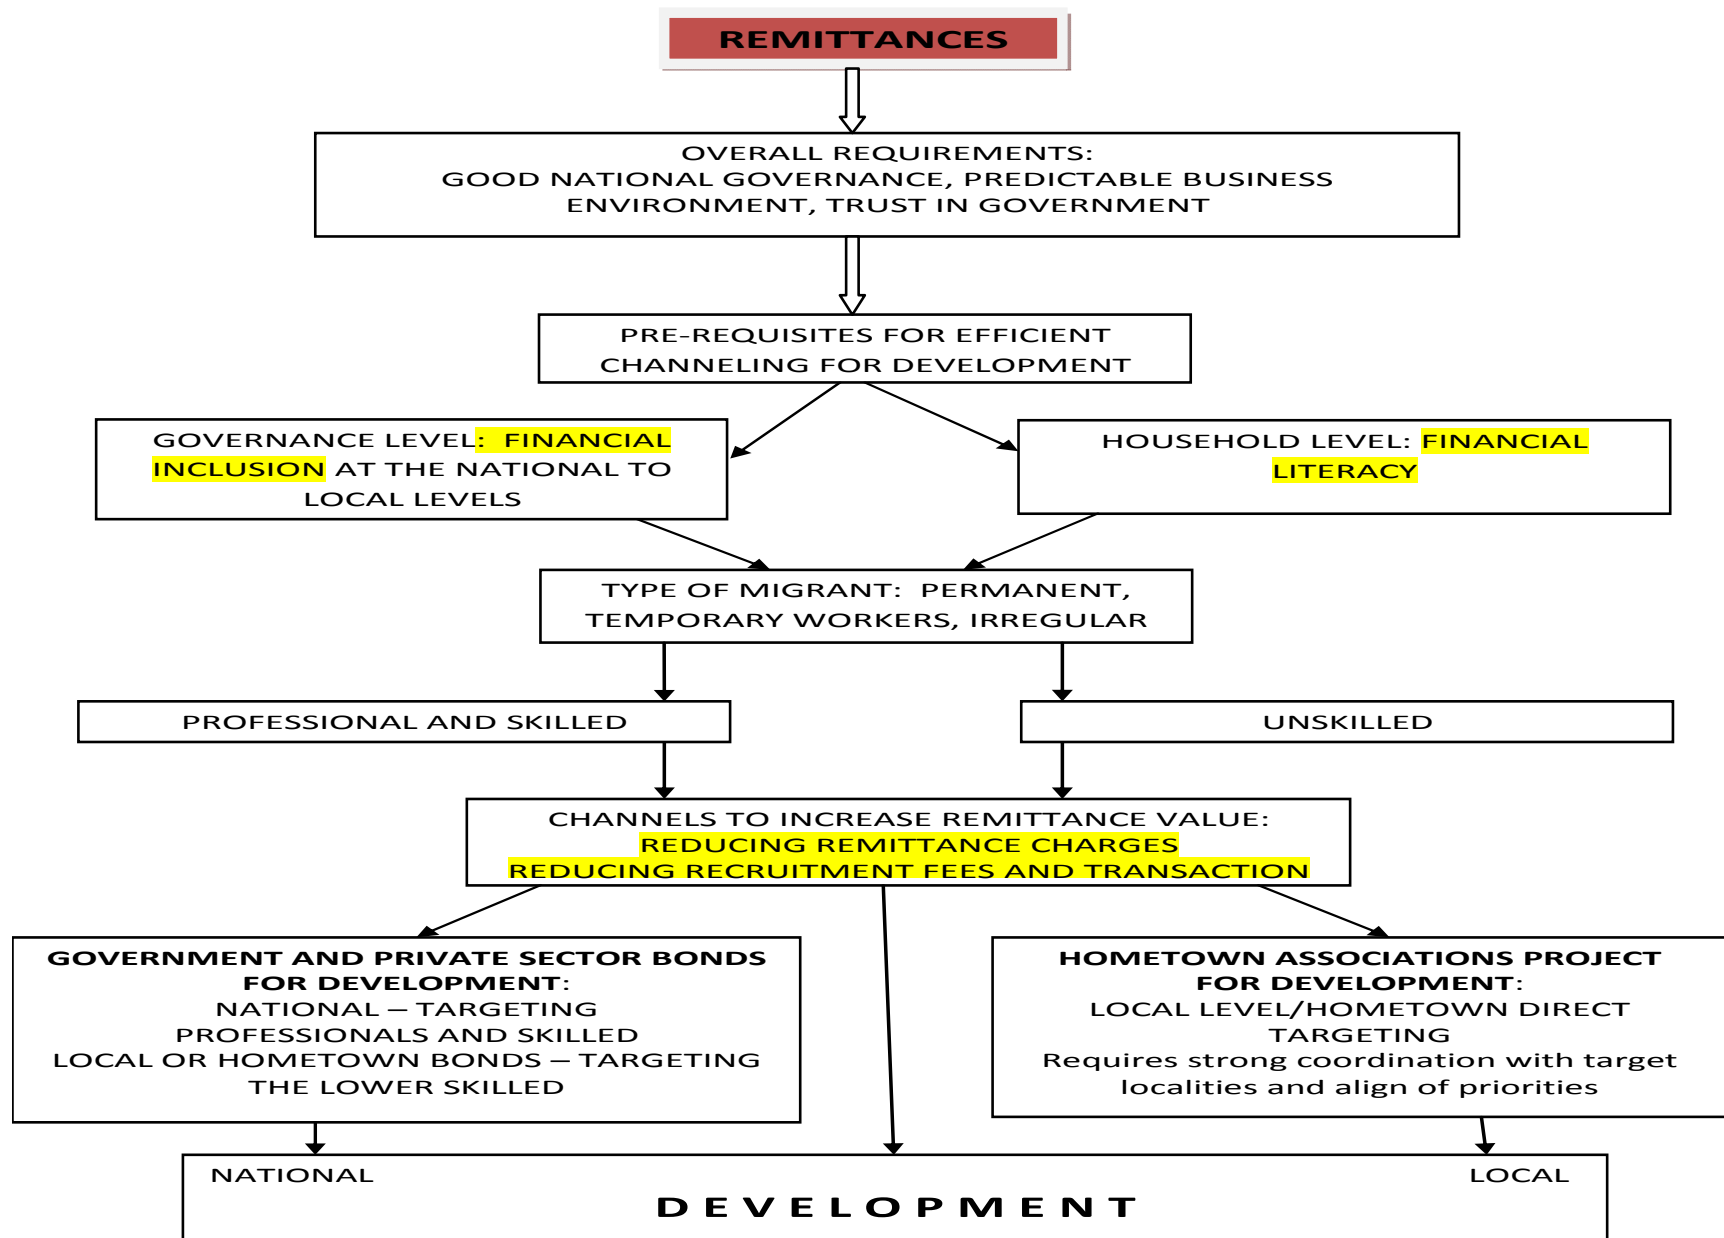 REMITTANCES
OVERALL REQUIREMENTS:
GOOD NATIONAL GOVERNANCE, PREDICTABLE BUSINESS
ENVIRONMENT, TRUST IN GOVERNMENT
PRE-REQUISITES FOR EFFICIENT
CHANNELING FOR DEVELOPMENT
GOVERNANCE LEVEL:  FINANCIAL
INCLUSION AT THE NATIONAL TO
LOCAL LEVELS
HOUSEHOLD LEVEL: FINANCIAL
LITERACY
TYPE OF MIGRANT:  PERMANENT,
TEMPORARY WORKERS, IRREGULAR
PROFESSIONAL AND SKILLED
UNSKILLED
CHANNELS TO INCREASE REMITTANCE VALUE:
REDUCING REMITTANCE CHARGES
REDUCING RECRUITMENT FEES AND TRANSACTION
GOVERNMENT AND PRIVATE SECTOR BONDS
FOR DEVELOPMENT:
NATIONAL – TARGETING
PROFESSIONALS AND SKILLED
LOCAL OR HOMETOWN BONDS – TARGETING
THE LOWER SKILLED
HOMETOWN ASSOCIATIONS PROJECT
FOR DEVELOPMENT:
LOCAL LEVEL/HOMETOWN DIRECT
TARGETING
Requires strong coordination with target
localities and align of priorities
NATIONAL
LOCAL
DEVELOPMENT